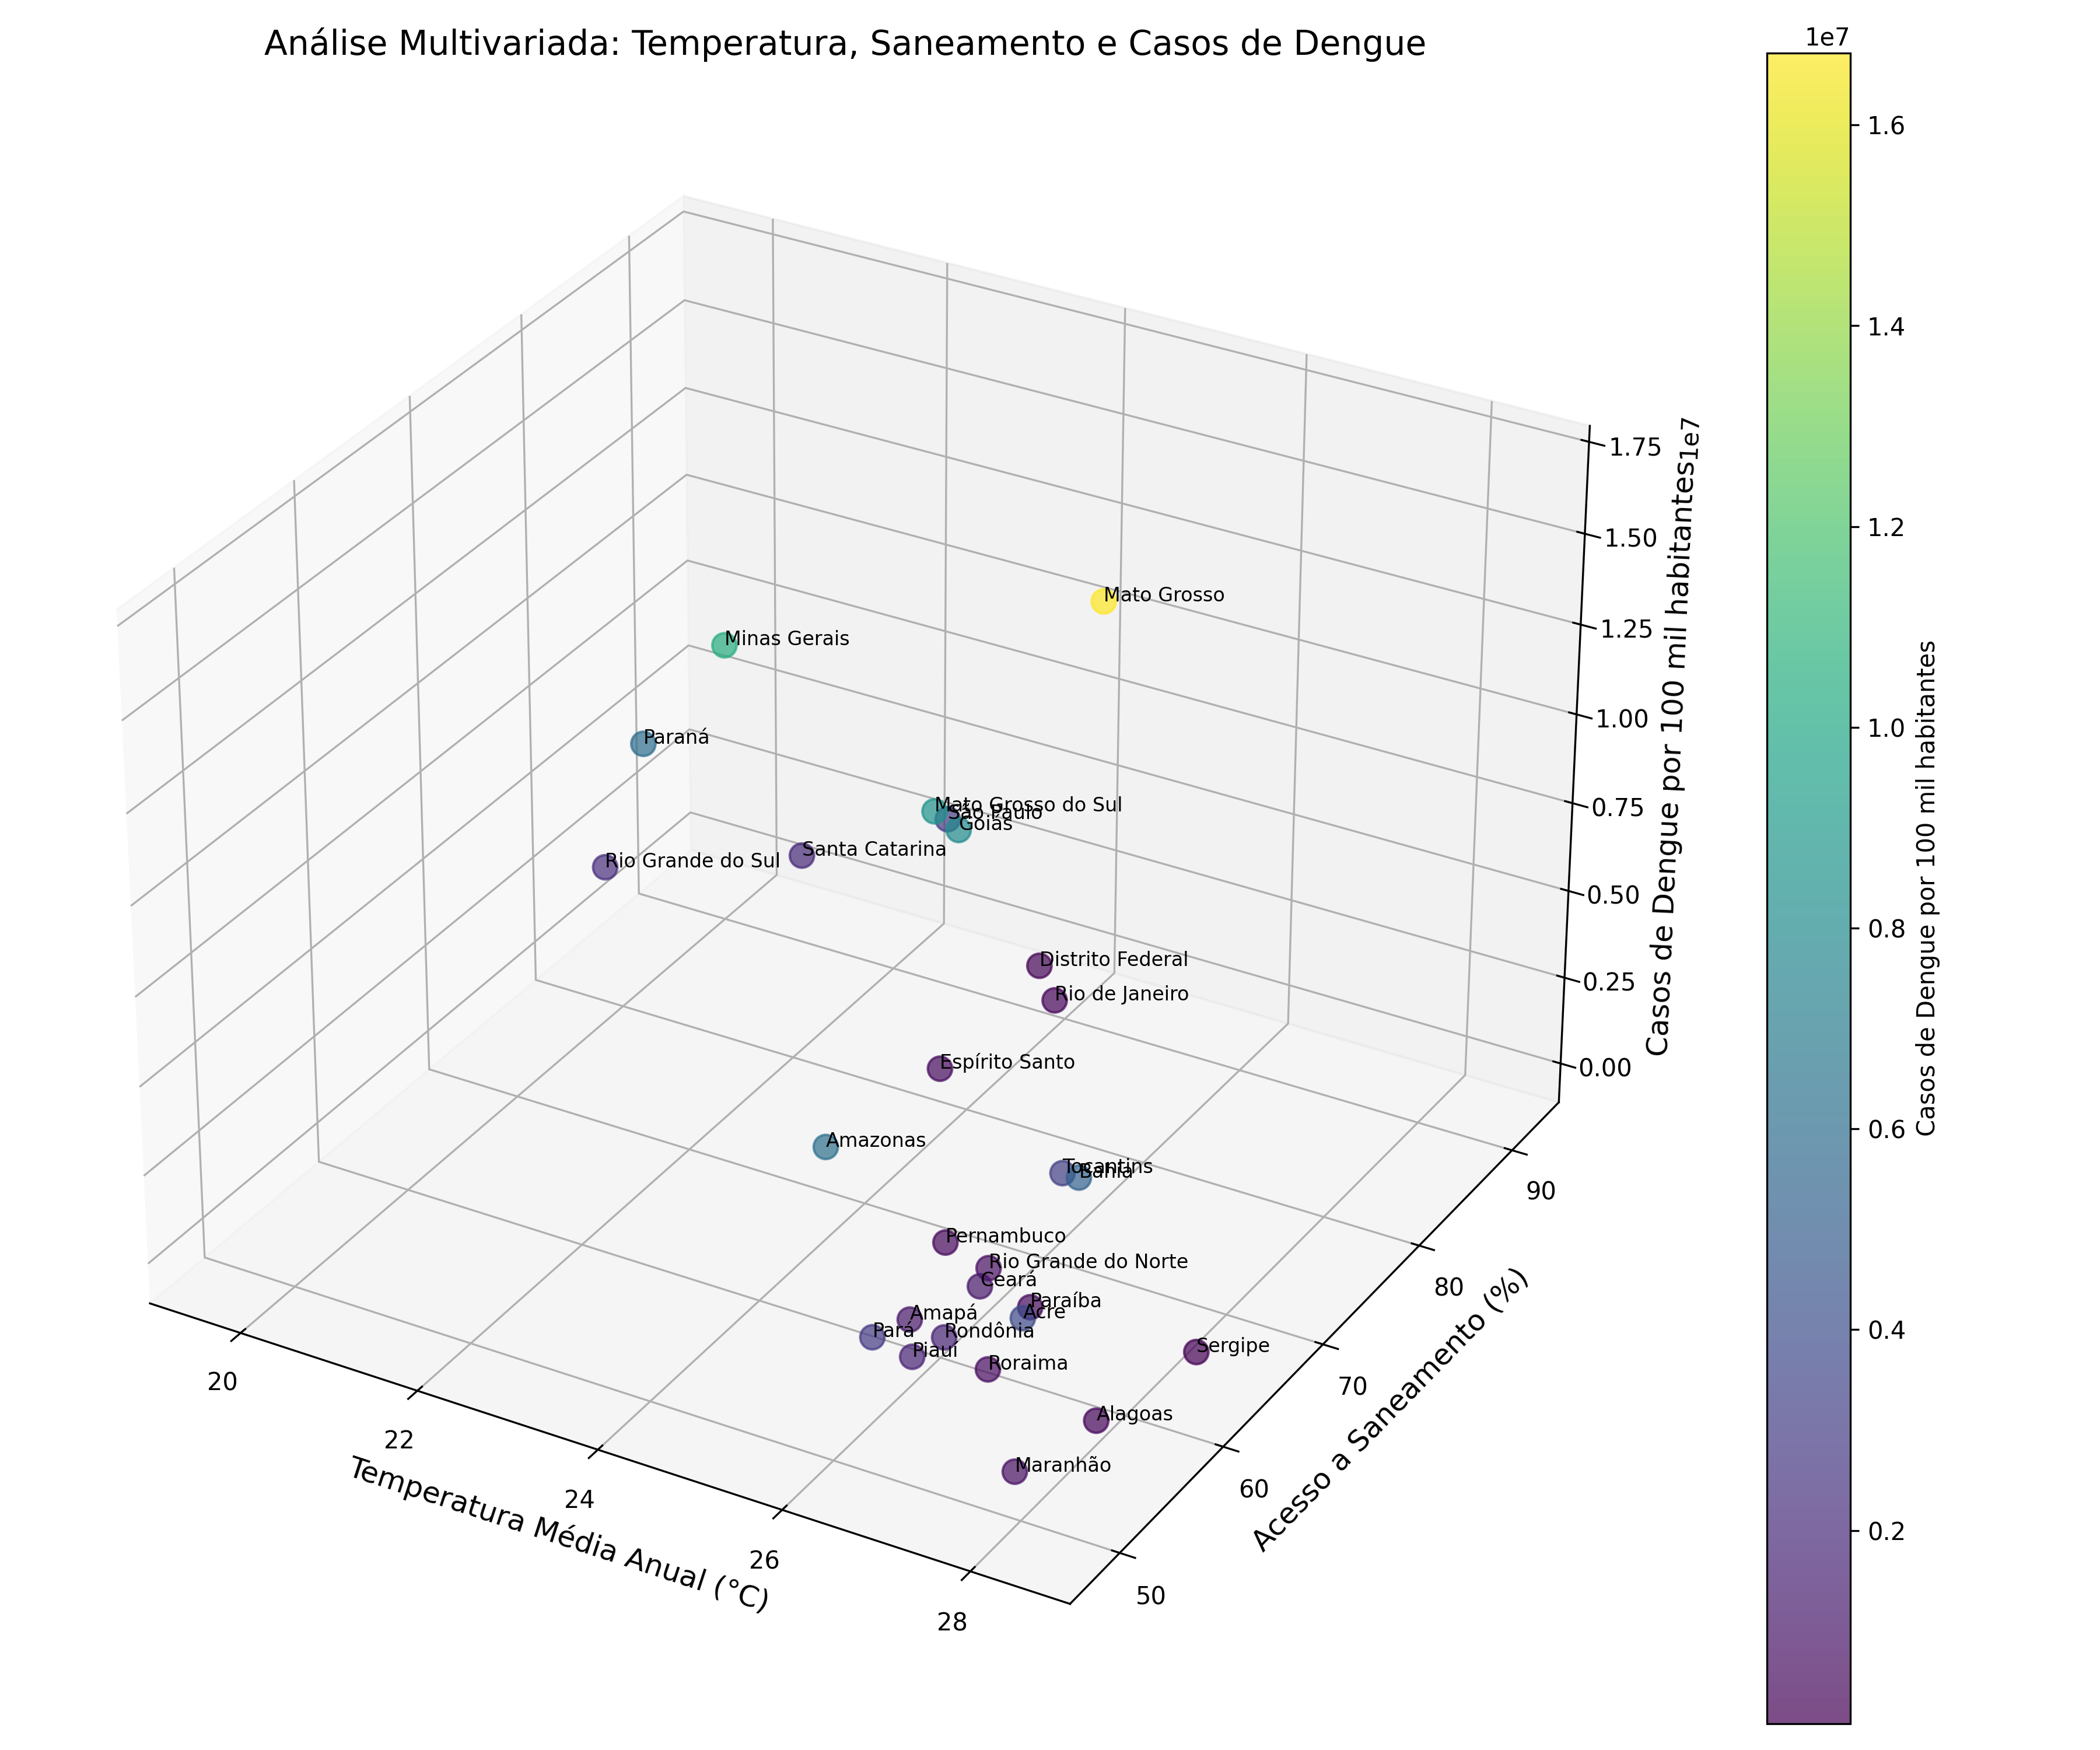 Análise Multivariada: Temperatura, Saneamento e Casos de Dengue
1e7
1.6
1.4
1.2
1.0
0.8
0.6
0.4
0.2
Casos de Dengue por 100 mil habitantes
1e7
1.75
1.50
1.25
1.00
0.75
0.50
0.25
0.00
Casos de Dengue por 100 mil habitantes
Mato Grosso
Minas Gerais
Paraná
Mato Grosso do Sul
São Paulo
Goiás
Santa Catarina
Rio Grande do Sul
Distrito Federal
Rio de Janeiro
Espírito Santo
Amazonas
Tocantins
Bahia
Pernambuco
Rio Grande do Norte
Ceará
Paraíba
Acre
Amapá
Pará
Rondônia
Piauí
Roraima
Sergipe
Alagoas
Maranhão
90
80
70
60
50
Acesso a Saneamento (%)
20
22
24
26
28
Temperatura Média Anual (°C)